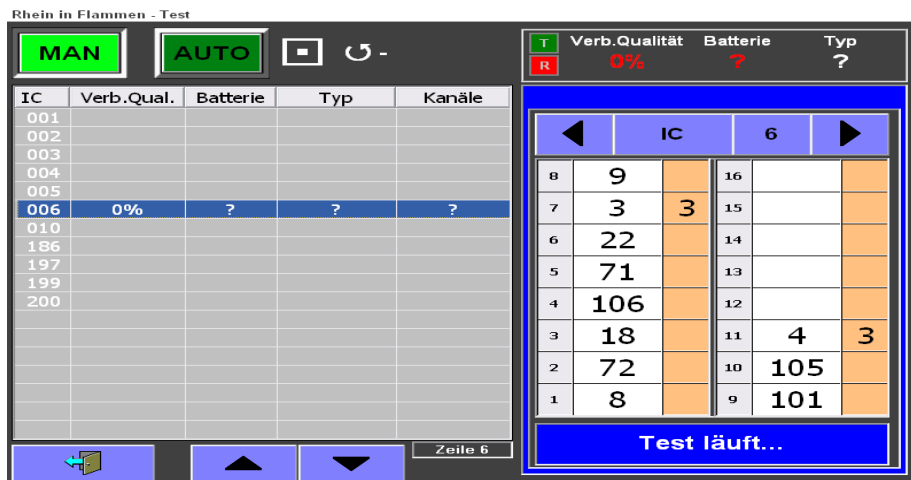 Rhein in Flammen - Test
MAN AUTO -
T Verb.Qualität Batterie Typ
R 0% ? ?
IC Verb.Qual. Batterie Typ Kanäle
001
002
003
004
005
006 0% ? ? ?
010
186
197
199
200
Zeile 6
IC 6
8 9 16
7 3 3 15
6 22 14
5 71 13
4 106 12
3 18 11 4 3
2 72 10 105
1 8 9 101
Test läuft...